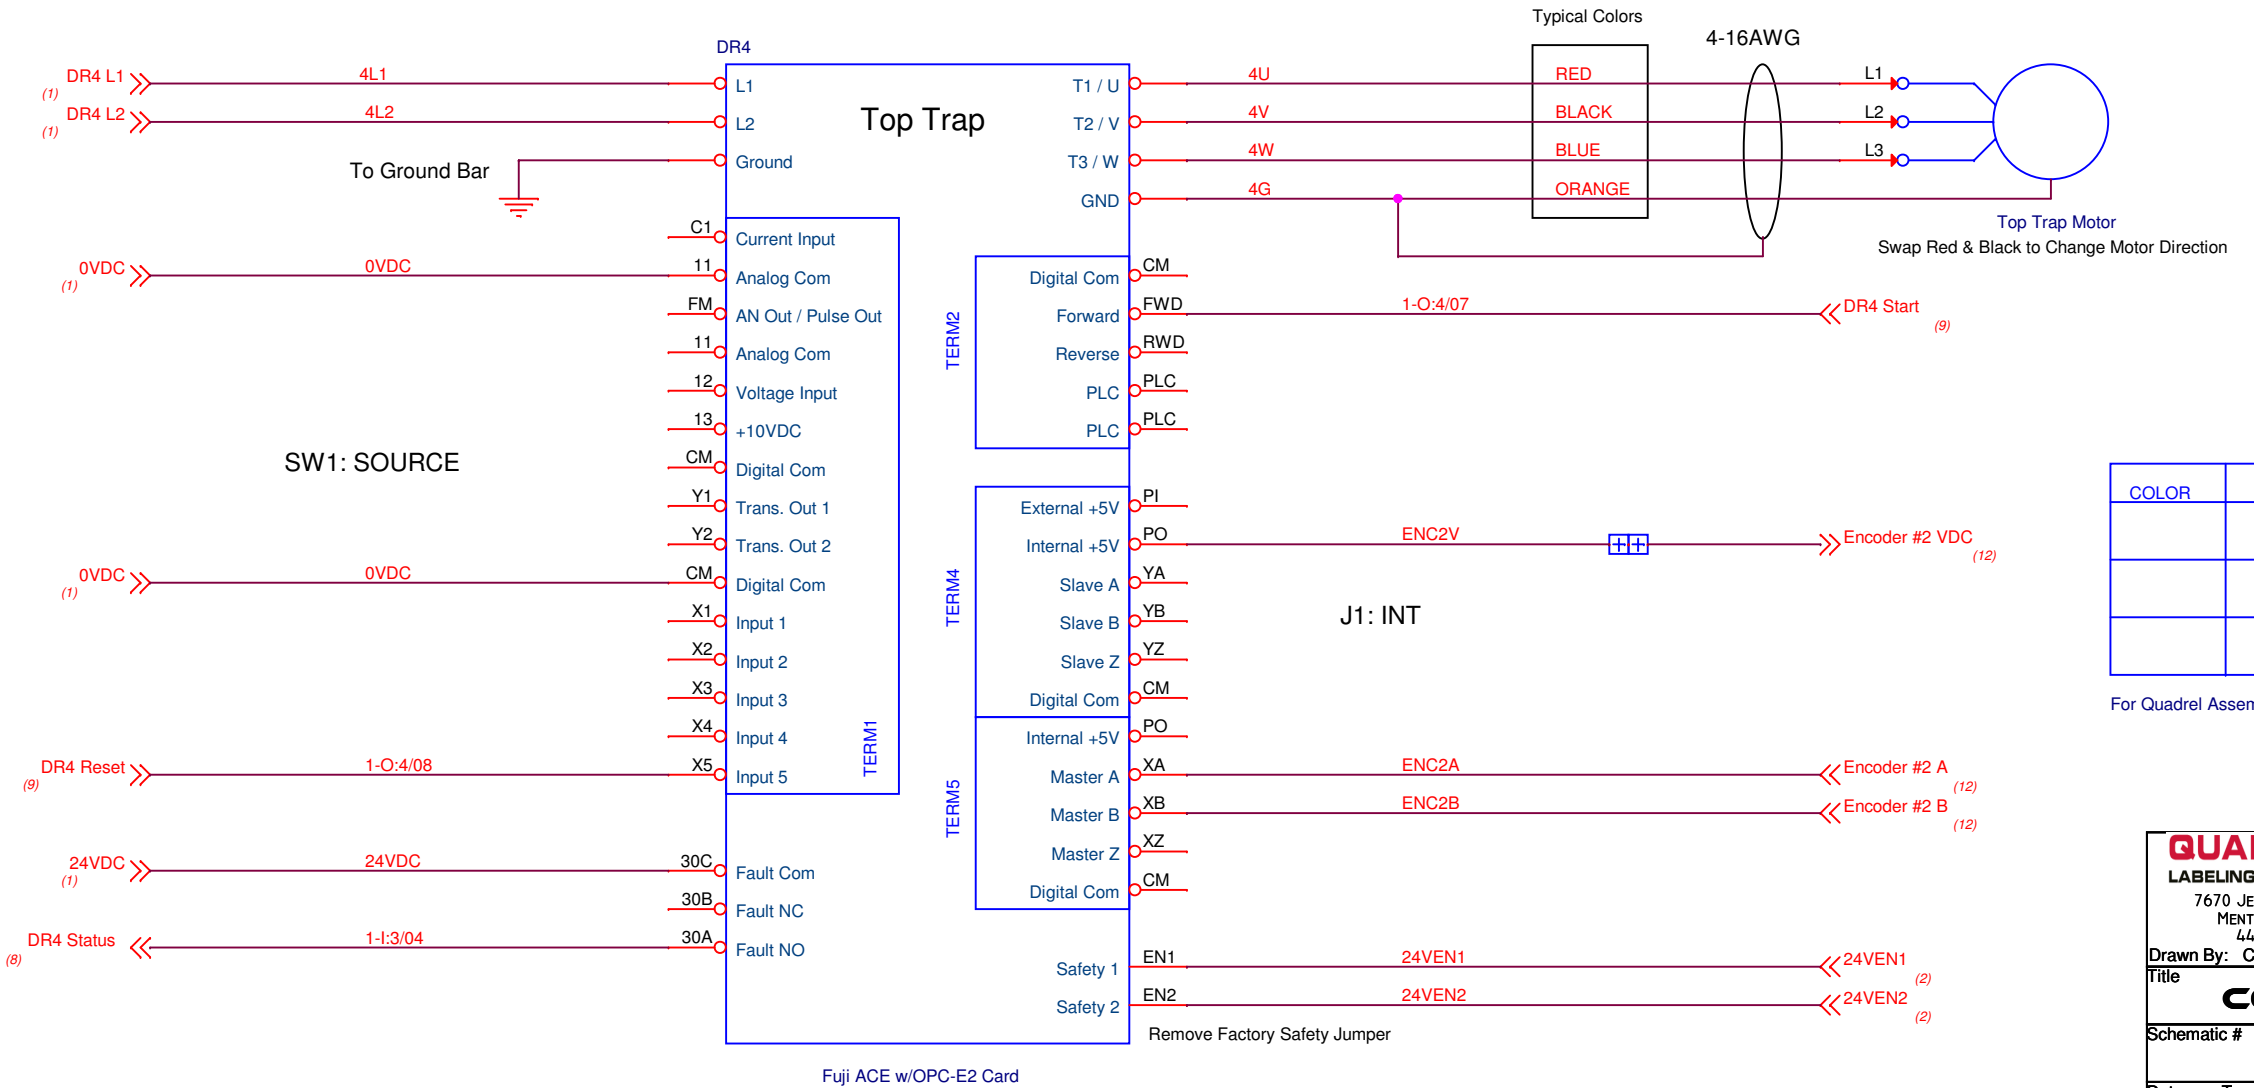 Typical Colors
4-16AWG
DR4
DR4 L1
(1)
4L1
L1
T1 / U
4U
RED
L1
DR4 L2
(1)
4L2
L2
Top Trap
T2 / V
4V
BLACK
L2
To Ground Bar
Ground
T3 / W
4W
BLUE
L3
GND
4G
ORANGE
Top Trap Motor
Swap Red & Black to Change Motor Direction
C1
Current Input
0VDC
(1)
0VDC
11
Analog Com
FM
AN Out / Pulse Out
11
Analog Com
12
Voltage Input
13
+10VDC
SW1: SOURCE
CM
Digital Com
Y1
Trans. Out 1
Y2
Trans. Out 2
0VDC
(1)
0VDC
CM
Digital Com
X1
Input 1
X2
Input 2
X3
Input 3
X4
Input 4
DR4 Reset
(9)
1-O:4/08
X5
Input 5
TERM1
24VDC
(1)
24VDC
30C
Fault Com
30B
Fault NC
DR4 Status
(8)
1-I:3/04
30A
Fault NO
TERM2
Digital Com
CM
Forward
FWD
1-O:4/07
DR4 Start
(9)
Reverse
RWD
PLC
PLC
PLC
PLC
TERM4
External +5V
PI
Internal +5V
PO
ENC2V
Encoder #2 VDC
(12)
Slave A
YA
Slave B
YB
J1: INT
Slave Z
YZ
Digital Com
CM
TERM5
Internal +5V
PO
Master A
XA
ENC2A
Encoder #2 A
(12)
Master B
XB
ENC2B
Encoder #2 B
(12)
Master Z
XZ
Digital Com
CM
Safety 1
EN1
24VEN1
24VEN1
(2)
Safety 2
EN2
24VEN2
24VEN2
(2)
Remove Factory Safety Jumper
Fuji ACE w/OPC-E2 Card
COLOR
For Quadrel
LABELING
7670
Drawn By:
Title
Schematic #